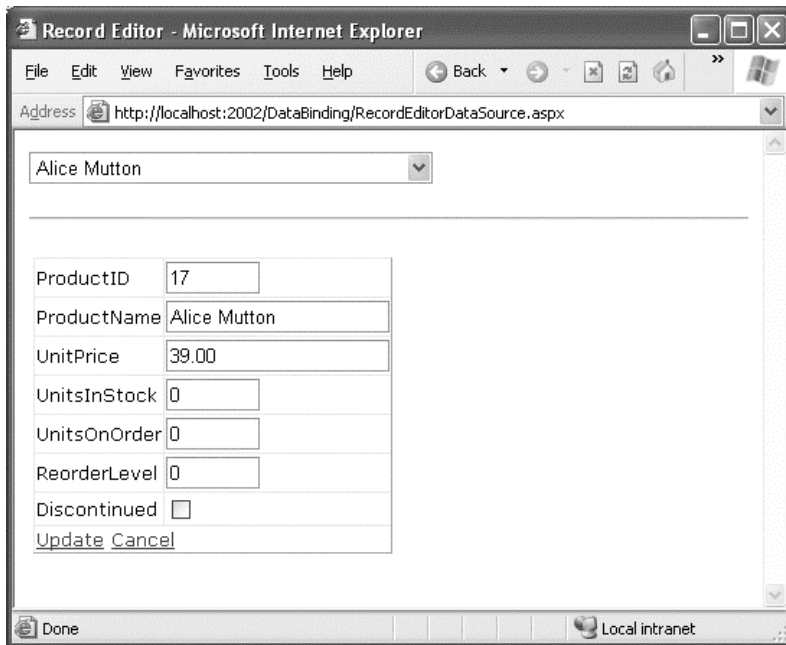 Record Editor - Microsoft Internet Explorer
File Edit View Favorites Tools Help Back »
Address http://localhost:2002/DataBinding/RecordEditorDataSource.aspx
Alice Mutton
ProductID 17
ProductName Alice Mutton
UnitPrice 39.00
UnitsInStock 0
UnitsOnOrder 0
ReorderLevel 0
Discontinued
Update Cancel
Done Local intranet